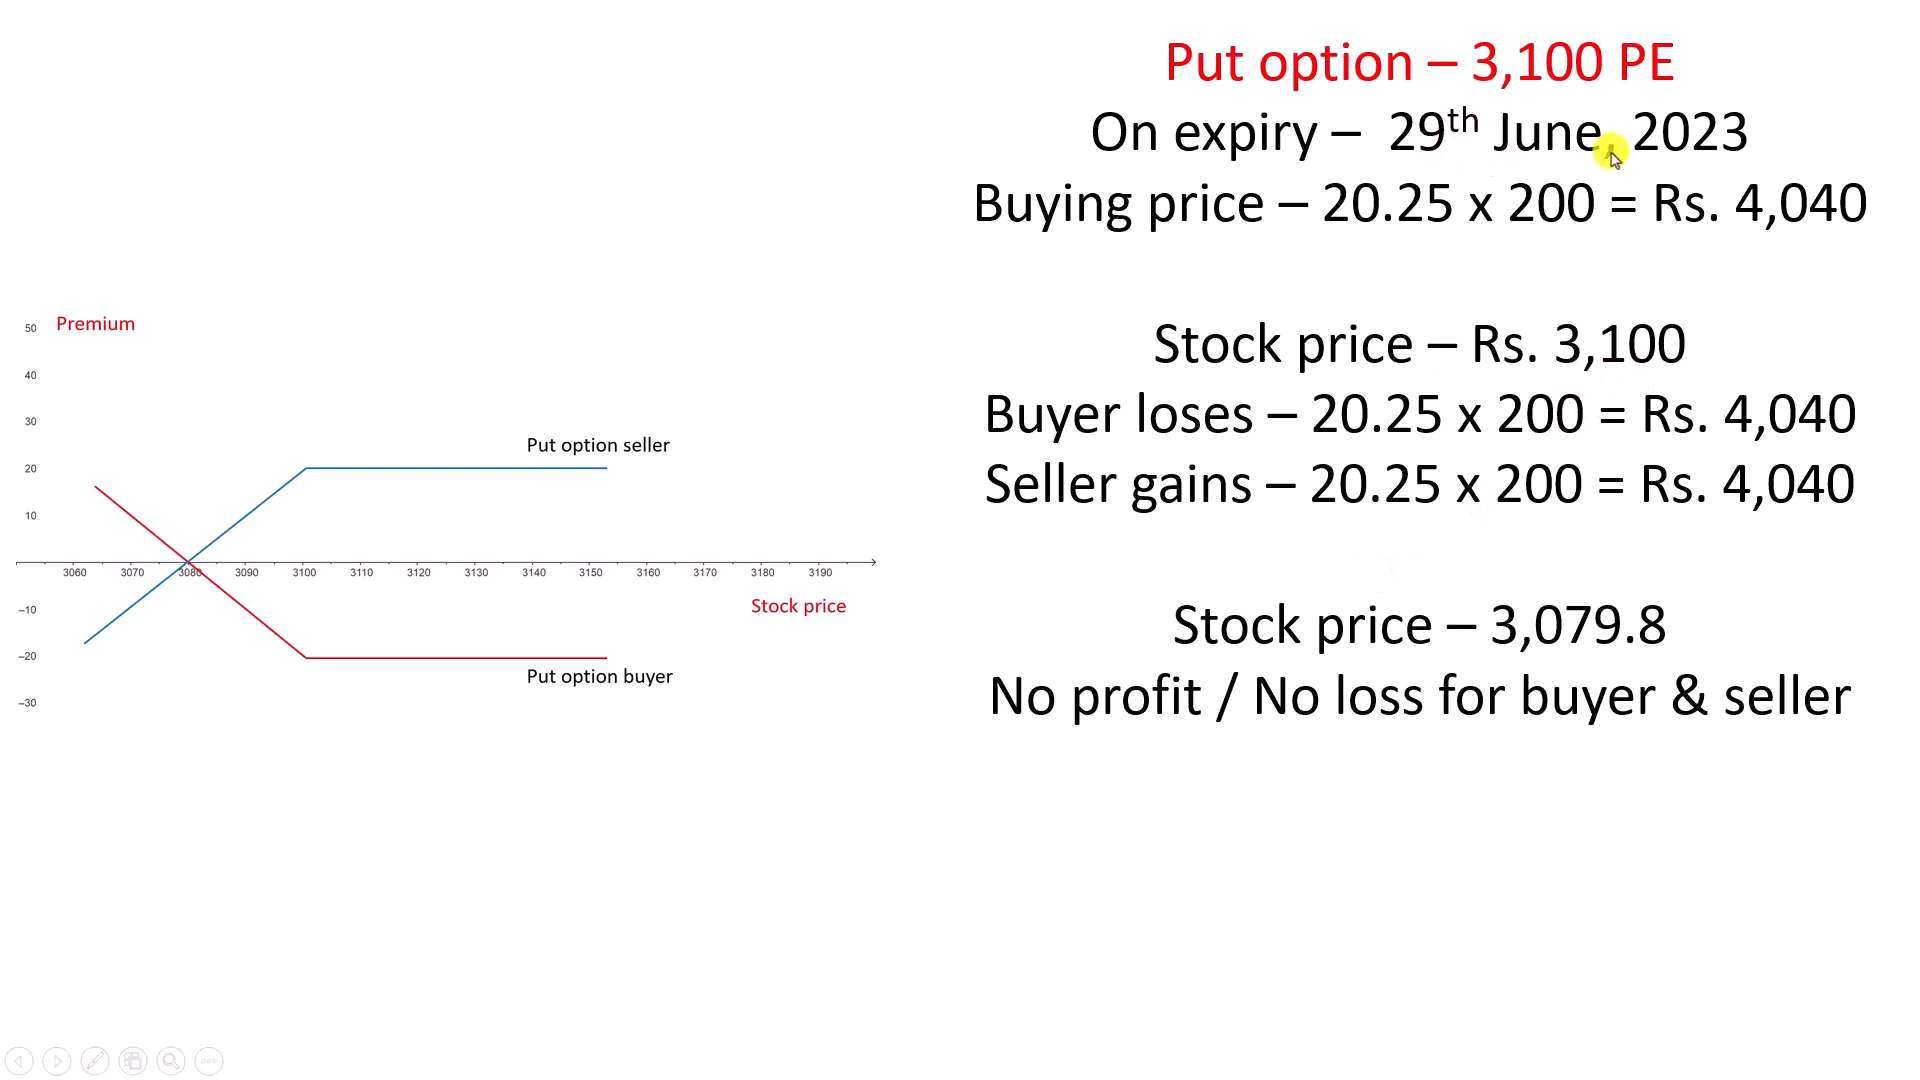 Put option – 3,100 PE
On expiry – 29th June, 2023
Buying price – 20.25 x 200 = Rs. 4,040
Stock price – Rs. 3,100
Buyer loses – 20.25 x 200 = Rs. 4,040
Seller gains – 20.25 x 200 = Rs. 4,040
Stock price – 3,079.8
No profit / No loss for buyer & seller
Premium
50
40
30
20
10
–10
–20
–30
Put option seller
3060 3070 3080 3090 3100 3110 3120 3130 3140 3150 3160 3170 3180 3190
Stock price
Put option buyer